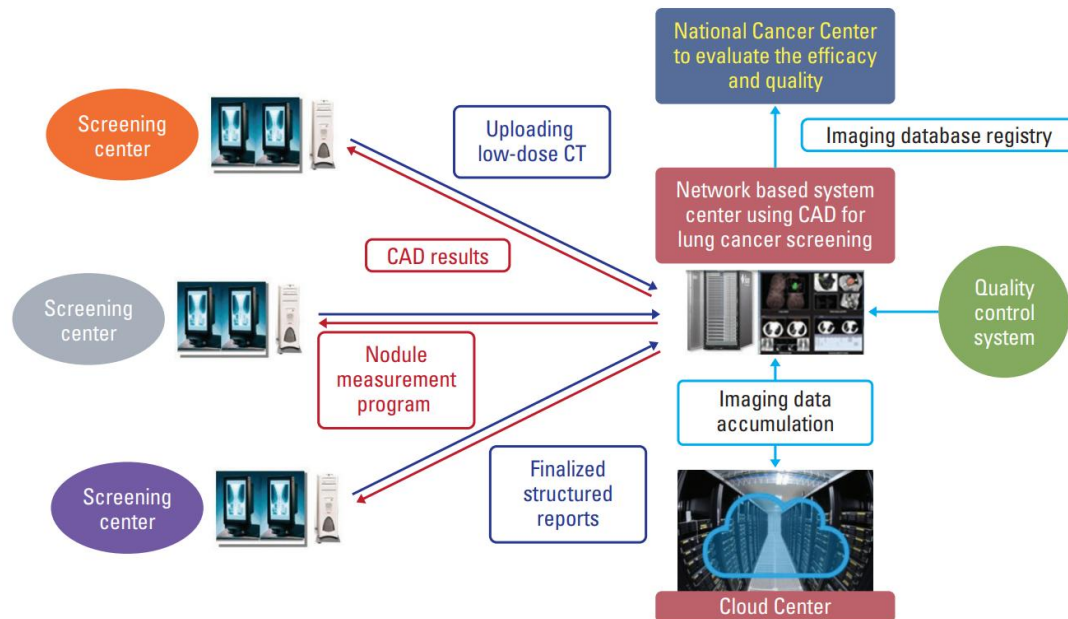 National Cancer Center
to evaluate the efficacy
and quality
Screening
center
Uploading
low-dose CT
Imaging database registry
Network based system
center using CAD for
lung cancer screening
CAD results
Screening
center
Quality
control
system
Nodule
measurement
program
Imaging data
accumulation
Screening
center
Finalized
structured
reports
Cloud Center